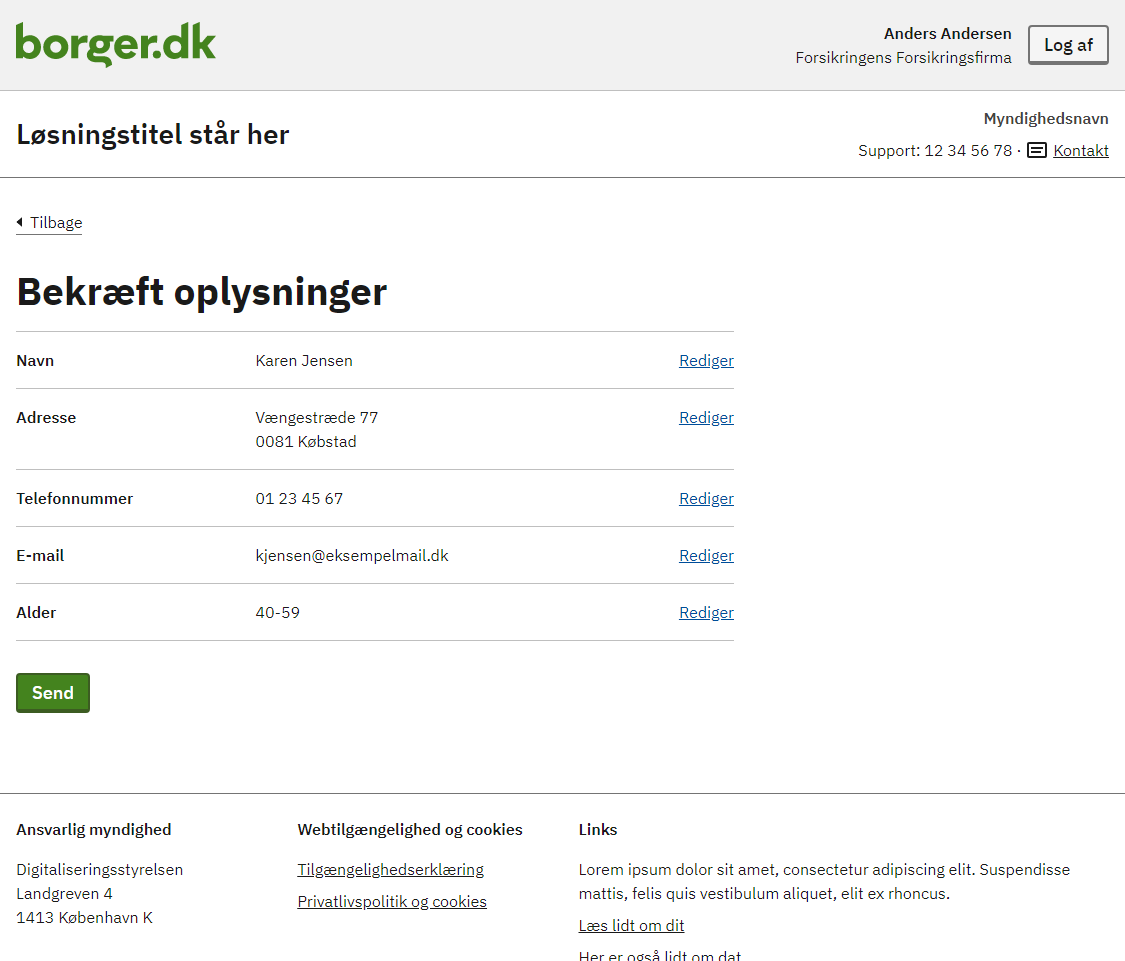 borger.dk
Anders Andersen
Forsikringens Forsikringsfirma
Log af
Løsningstitel står her
Myndighedsnavn
Support: 12 34 56 78 · Kontakt
Tilbage
Bekræft oplysninger
Navn Karen Jensen Rediger
Adresse Vængestræde 77 Rediger
0081 Købstad
Telefonnummer 01 23 45 67 Rediger
E-mail kjensen@eksempelmail.dk Rediger
Alder 40-59 Rediger
Send
Ansvarlig myndighed
Digitaliseringsstyrelsen
Landgreven 4
1413 København K
Webtilgængelighed og cookies
Tilgængelighedserklæring
Privatlivspolitik og cookies
Links
Lorem ipsum dolor sit amet, consectetur adipiscing elit. Suspendisse
mattis, felis quis vestibulum aliquet, elit ex rhoncus.
Læs lidt om dit
Her er også lidt om dat